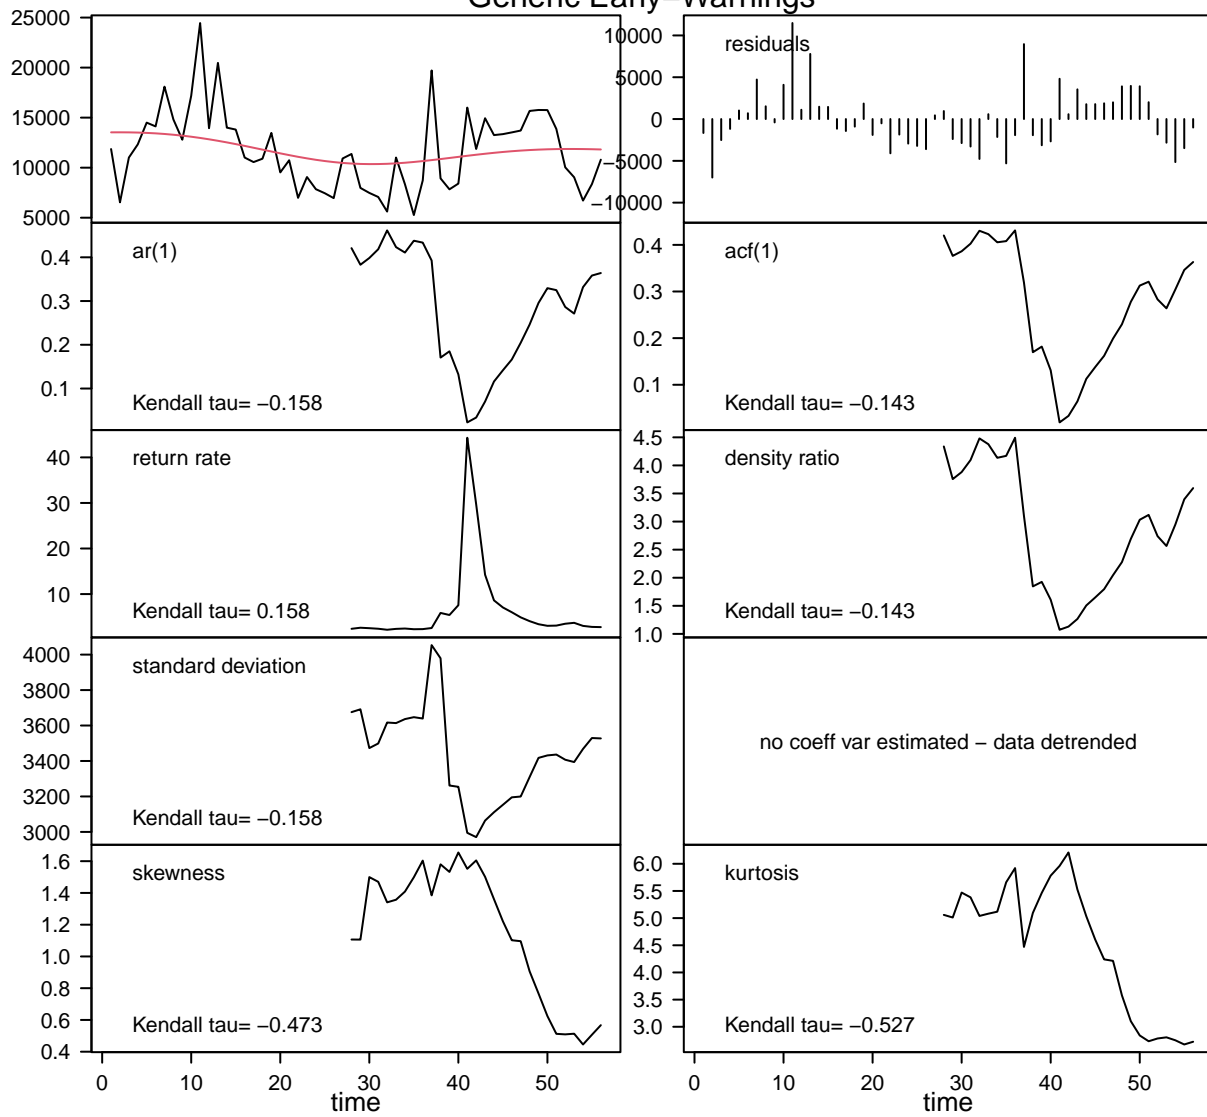 Generic Early−Warnings
25000
20000
15000
10000
5000
10000
5000
0
−5000
−10000
residuals
0.4
0.3
0.2
0.1
ar(1)
Kendall tau= −0.158
0.4
0.3
0.2
0.1
acf(1)
Kendall tau= −0.143
40
30
20
10
return rate
Kendall tau= 0.158
4.5
4.0
3.5
3.0
2.5
2.0
1.5
1.0
density ratio
Kendall tau= −0.143
4000
3800
3600
3400
3200
3000
standard deviation
Kendall tau= −0.158
no coeff var estimated − data detrended
1.6
1.4
1.2
1.0
0.8
0.6
0.4
skewness
Kendall tau= −0.473
0 10 20 30 40 50
time
6.0
5.5
5.0
4.5
4.0
3.5
3.0
kurtosis
Kendall tau= −0.527
0 10 20 30 40 50
time